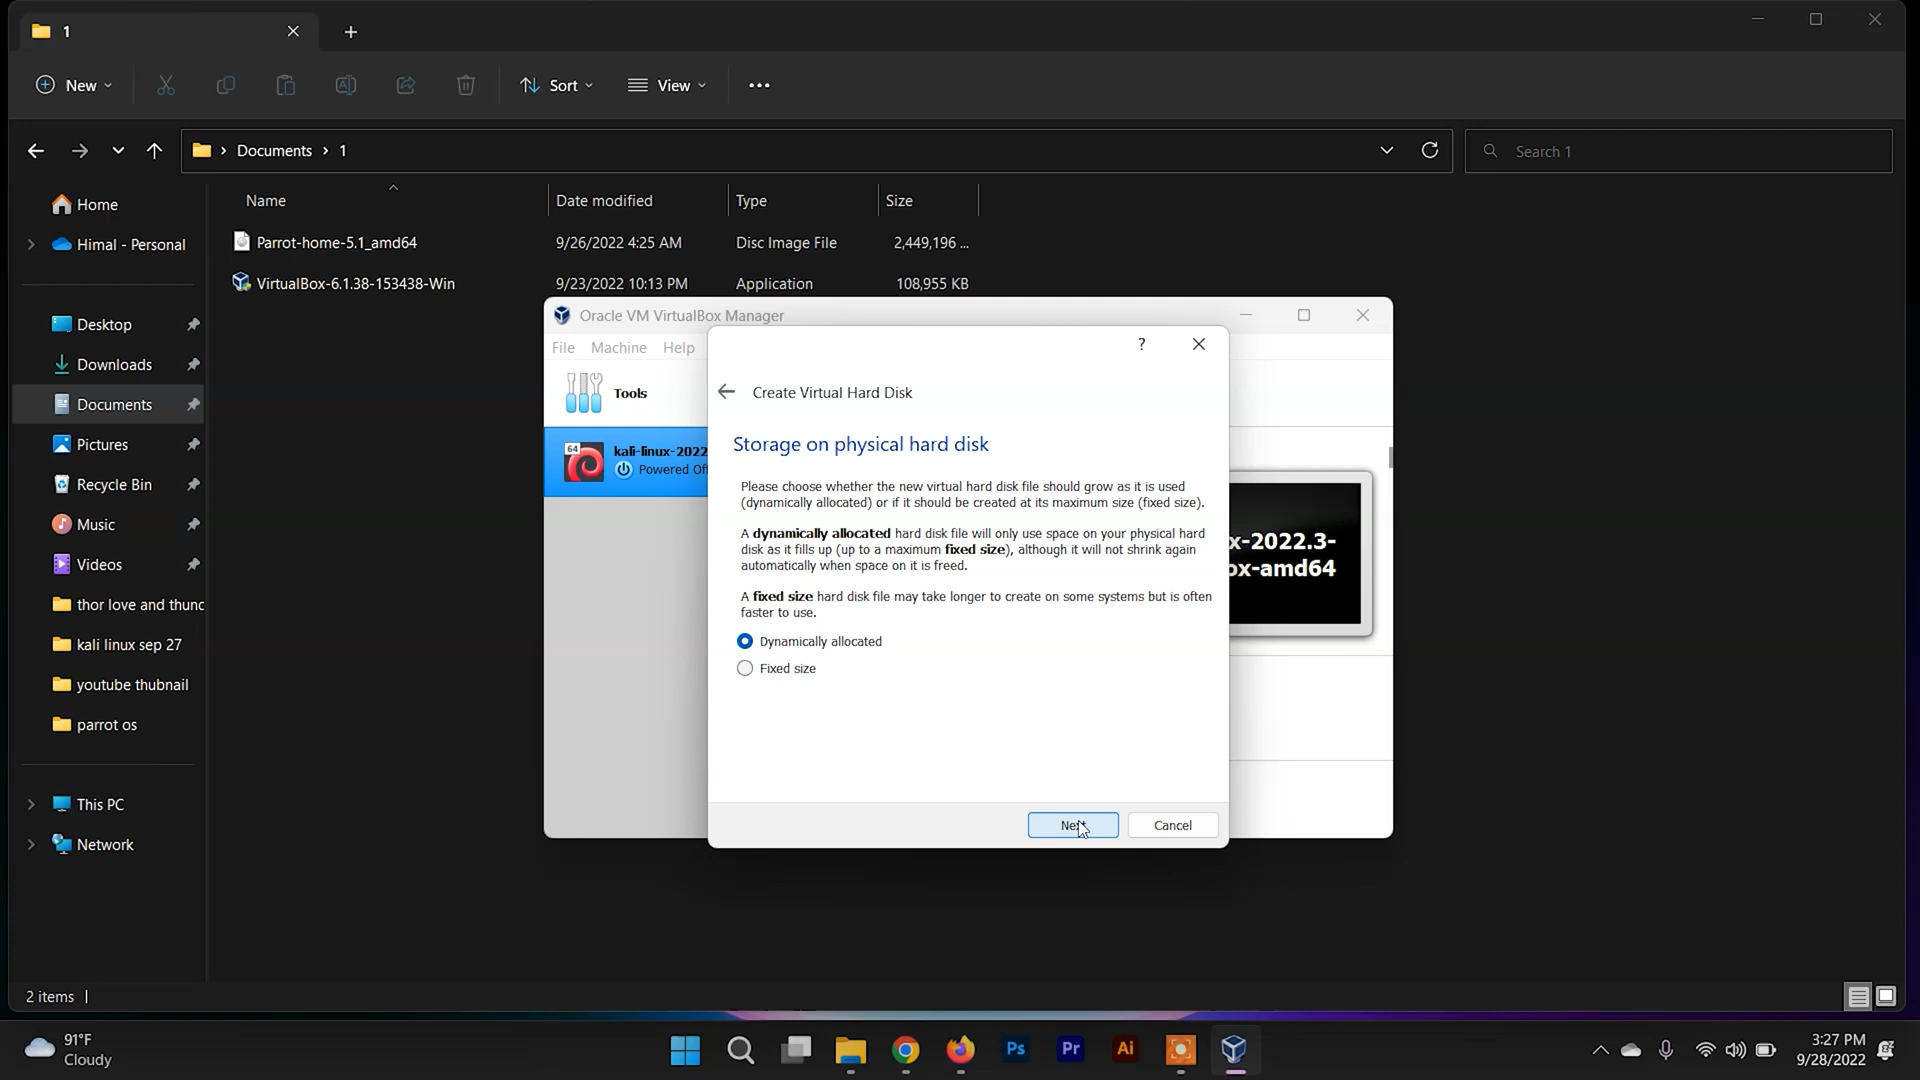 1
New
Sort
View
Documents > 1
Search 1
Name
Date modified
Type
Size
Home
Himal - Personal
Parrot-home-5.1_amd64
9/26/2022 4:25 AM
Disc Image File
2,449,196 ...
VirtualBox-6.1.38-153438-Win
9/23/2022 10:13 PM
Application
108,955 KB
Desktop
Downloads
Documents
Pictures
Recycle Bin
Music
Videos
thor love and thunc
kali linux sep 27
youtube thubnail
parrot os
This PC
Network
2 items
Oracle VM VirtualBox Manager
File Machine Help
Tools
64
kali-linux-2022
Powered Off
x-2022.3-
ox-amd64
?
Create Virtual Hard Disk
Storage on physical hard disk
Please choose whether the new virtual hard disk file should grow as it is used
(dynamically allocated) or if it should be created at its maximum size (fixed size).
A dynamically allocated hard disk file will only use space on your physical hard
disk as it fills up (up to a maximum fixed size), although it will not shrink again
automatically when space on it is freed.
A fixed size hard disk file may take longer to create on some systems but is often
faster to use.
Dynamically allocated
Fixed size
Next
Cancel
91°F
Cloudy
Ps
Pr
Ai
3:27 PM
9/28/2022